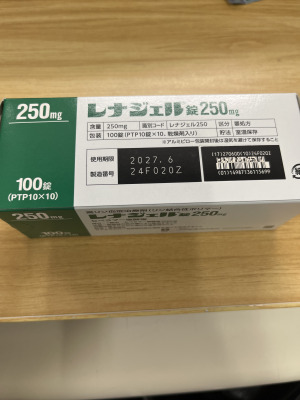 250mg
レナジェル錠250mg
含量 250mg 識別コード レナジェル250 区分 要処方
包装 100錠(PTP10錠×10、乾燥剤入り) 貯法 室温保存
※アルミピロー包装開封後は湿気を避けて保存すること
使用期限 2027.6
製造番号 24F020Z
100錠
(PTP10×10)
250mg
レナジェル錠250mg
100錠